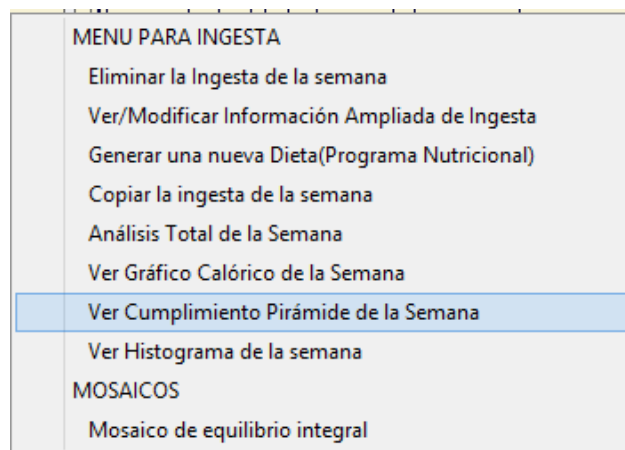 MENU PARA INGESTA
Eliminar la Ingesta de la semana
Ver/Modificar Información Ampliada de Ingesta
Generar una nueva Dieta(Programa Nutricional)
Copiar la ingesta de la semana
Análisis Total de la Semana
Ver Gráfico Calórico de la Semana
Ver Cumplimiento Pirámide de la Semana
Ver Histograma de la semana
MOSAICOS
Mosaico de equilibrio integral